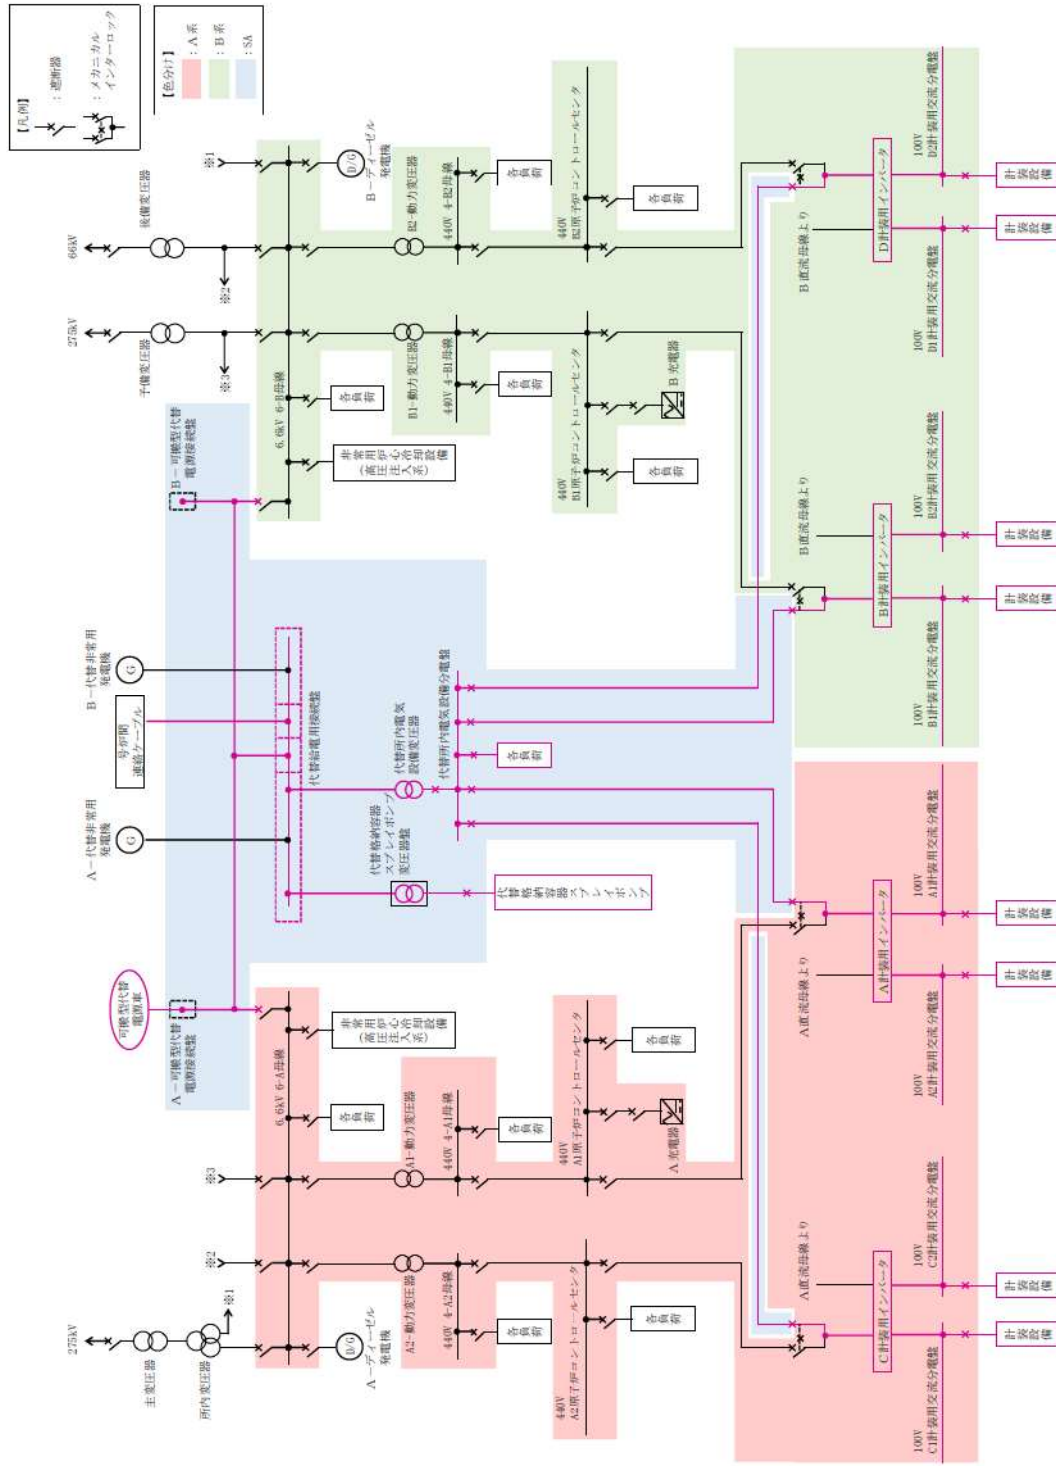 【凡例】
：遮断器
：メカニカル
インターロック
【色分け】
：A系
：B系
：SA
275kV
主変圧器
所内変圧器
※1
※2
※3
A－ディーゼル
発電機
D/G
6.6kV 6-A母線
各負荷
非常用炉心冷却設備
（高圧注入系）
A2-動力変圧器
440V 4-A2母線
各負荷
A1-動力変圧器
440V 4-A1母線
各負荷
440V
A2原子炉コントロールセンタ
各負荷
440V
A1原子炉コントロールセンタ
各負荷
A充電器
可搬型代替
電源車
A－可搬型代替
電源接続盤
A－代替非常用
発電機
G
号炉間
連絡ケーブル
B－代替非常用
発電機
G
B－可搬型代替
電源接続盤
代替給電用接続盤
代替格納容器
スプレイポンプ
変圧器盤
代替格納容器スプレイポンプ
代替所内電気
設備変圧器
代替所内電気設備分電盤
各負荷
275kV
予備変圧器
※3
66kV
後備変圧器
※2
※1
6.6kV 6-B母線
非常用炉心冷却設備
（高圧注入系）
各負荷
D/G
B－ディーゼル
発電機
B1-動力変圧器
440V 4-B1母線
各負荷
B2-動力変圧器
440V 4-B2母線
各負荷
440V
B1原子炉コントロールセンタ
各負荷
B充電器
440V
B2原子炉コントロールセンタ
各負荷
A直流母線より
C計装用インバータ
100V
C1計装用交流分電盤
100V
C2計装用交流分電盤
計装設備
計装設備
A直流母線より
A計装用インバータ
100V
A2計装用交流分電盤
100V
A1計装用交流分電盤
計装設備
計装設備
B直流母線より
B計装用インバータ
100V
B1計装用交流分電盤
100V
B2計装用交流分電盤
計装設備
計装設備
B直流母線より
D計装用インバータ
100V
D1計装用交流分電盤
100V
D2計装用交流分電盤
計装設備
計装設備